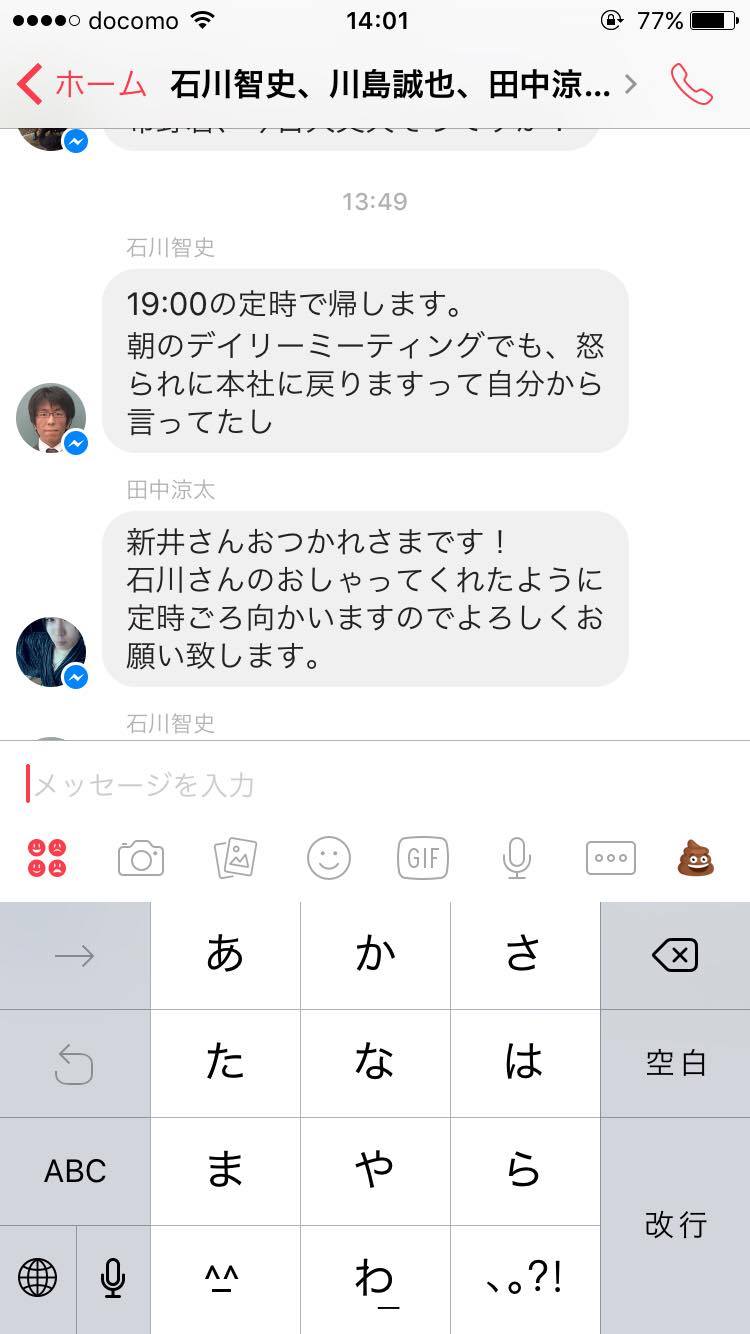 docomo 14:01 77%
ホーム 石川智史、川島誠也、田中涼...
13:49
石川智史
19:00の定時で帰します。
朝のデイリーミーティングでも、怒
られに本社に戻りますって自分から
言ってたし
田中涼太
新井さんおつかれさまです！
石川さんのおしゃってくれたように
定時ごろ向かいますのでよろしくお
願い致します。
石川智史
メッセージを入力
GIF
→ あ か さ
た な は 空白
ABC ま や ら
改行
^^ わ 、。?!